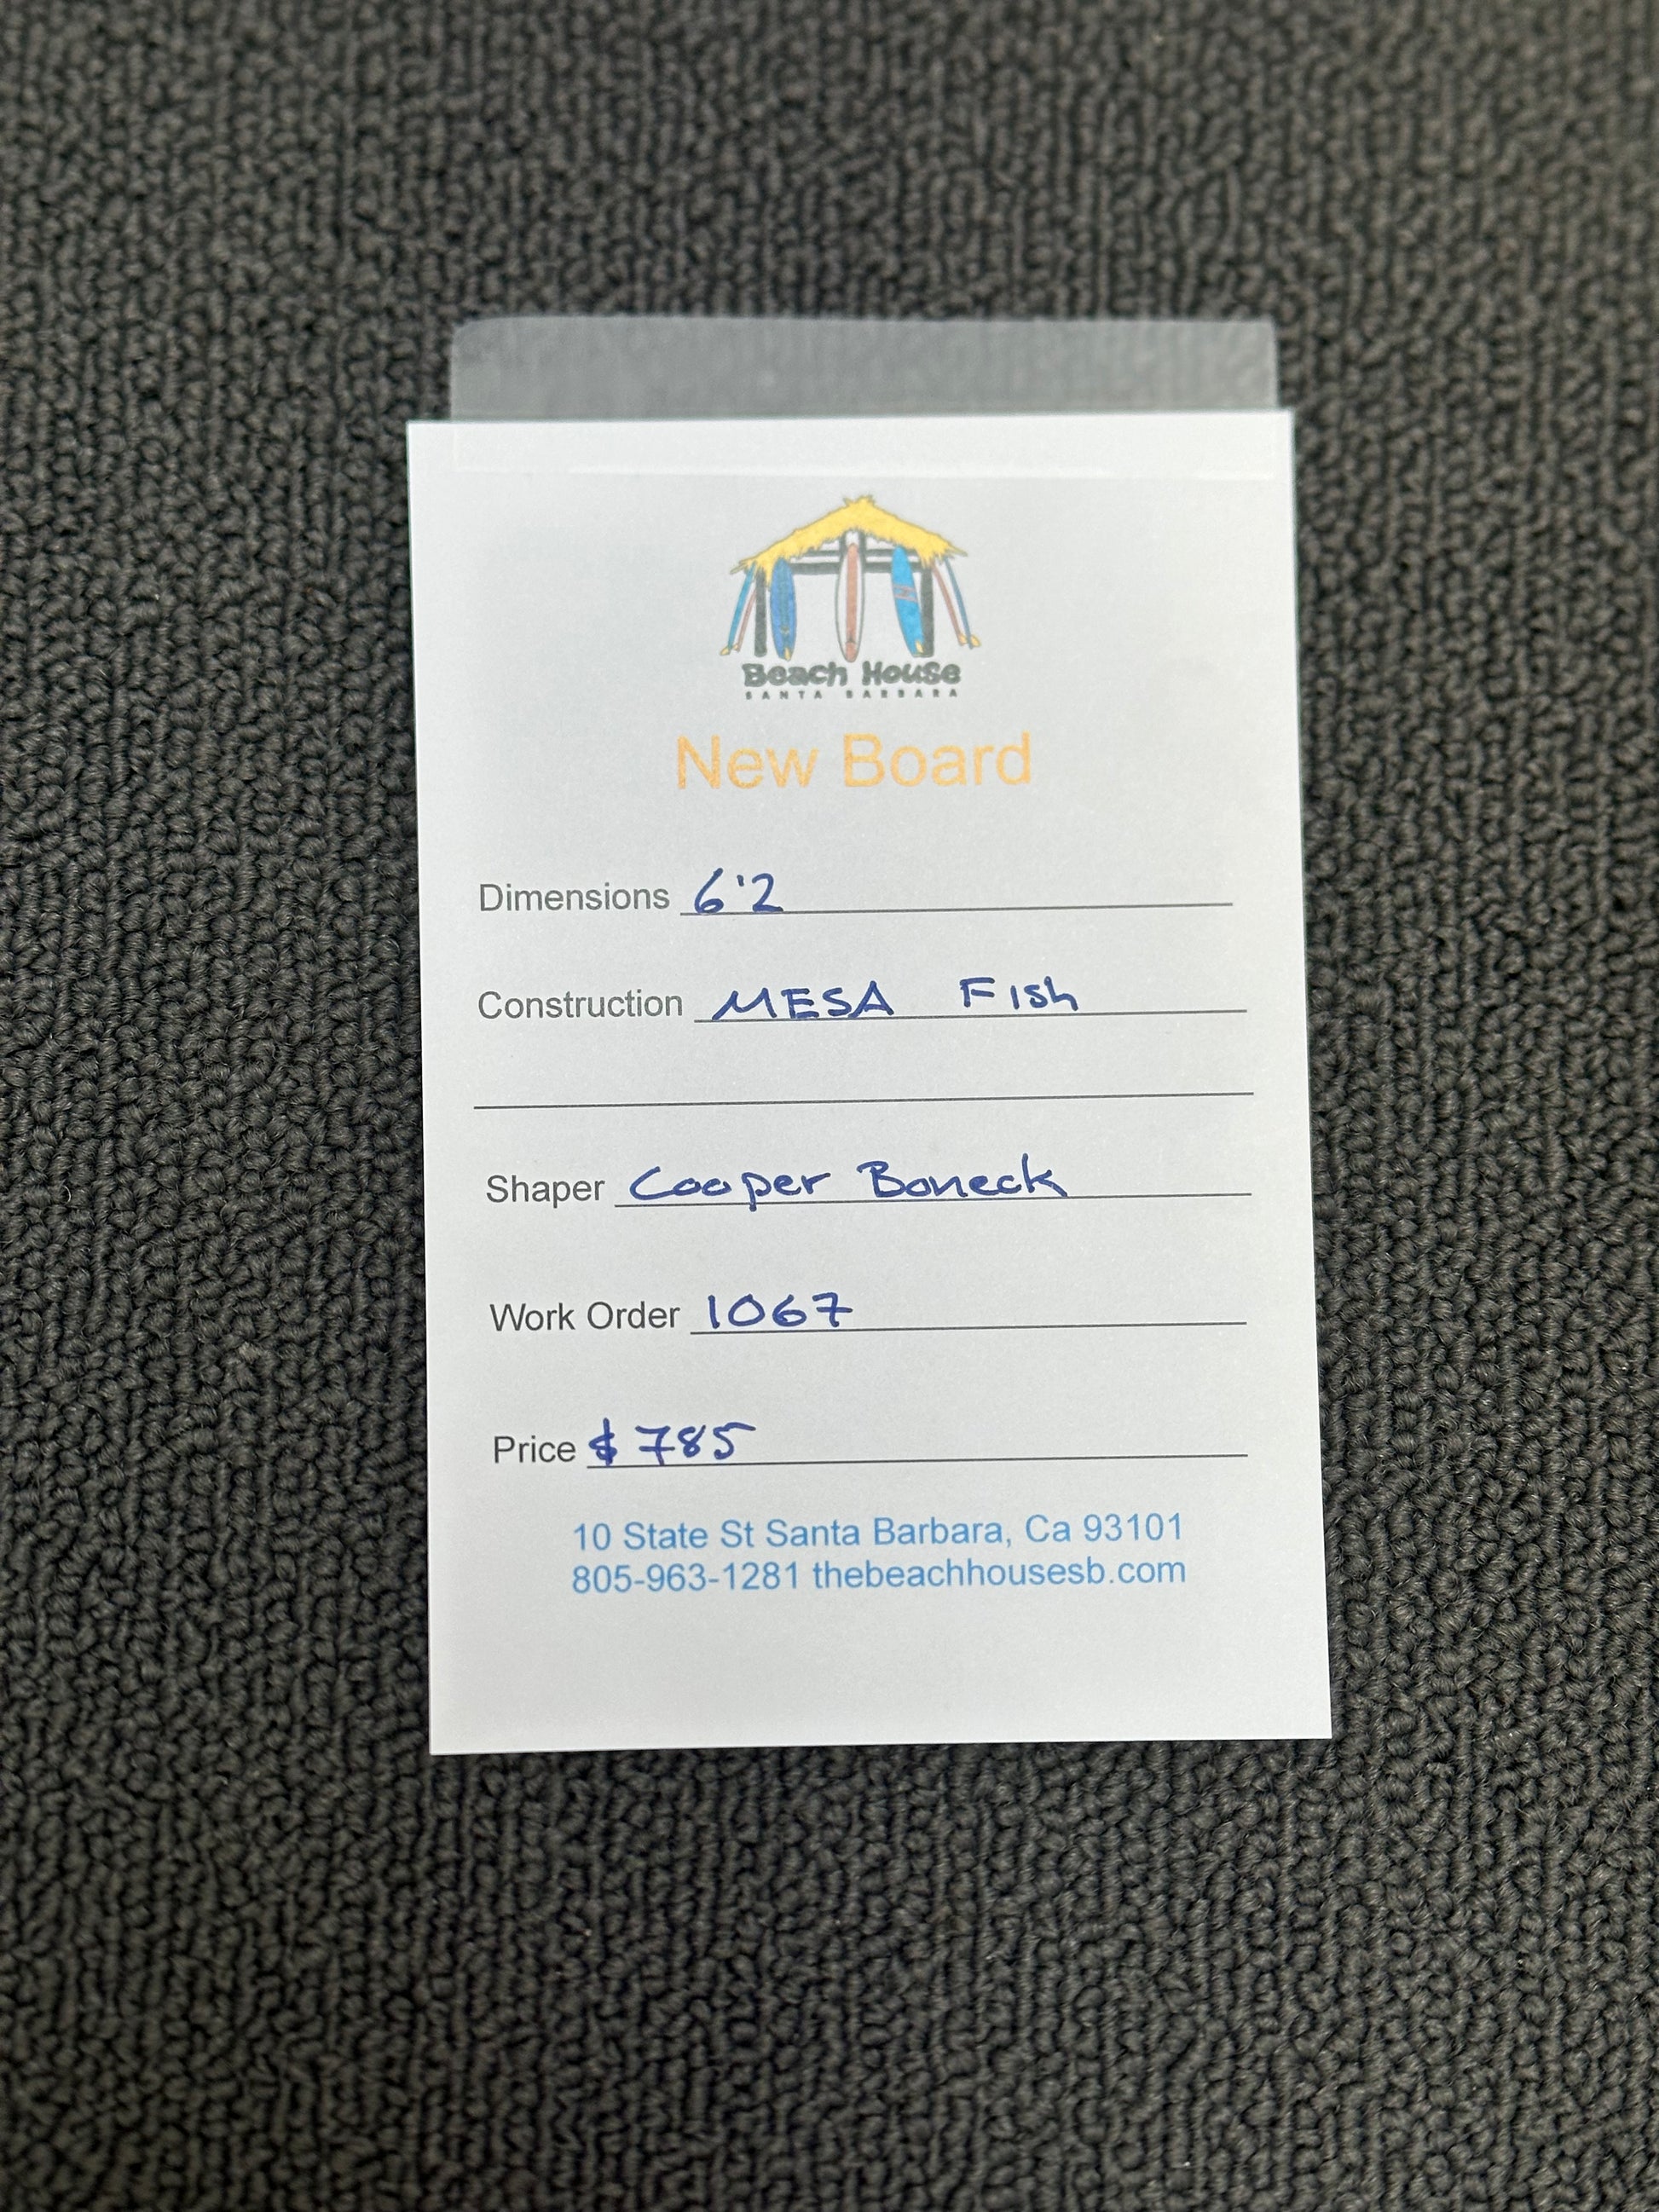 Beach House
SANTA BARBARA
New Board
Dimensions 6'2
Construction MESA Fish
Shaper Cooper Boneck
Work Order 1067
Price $785
10 State St Santa Barbara, Ca 93101
805-963-1281 thebeachhousesb.com